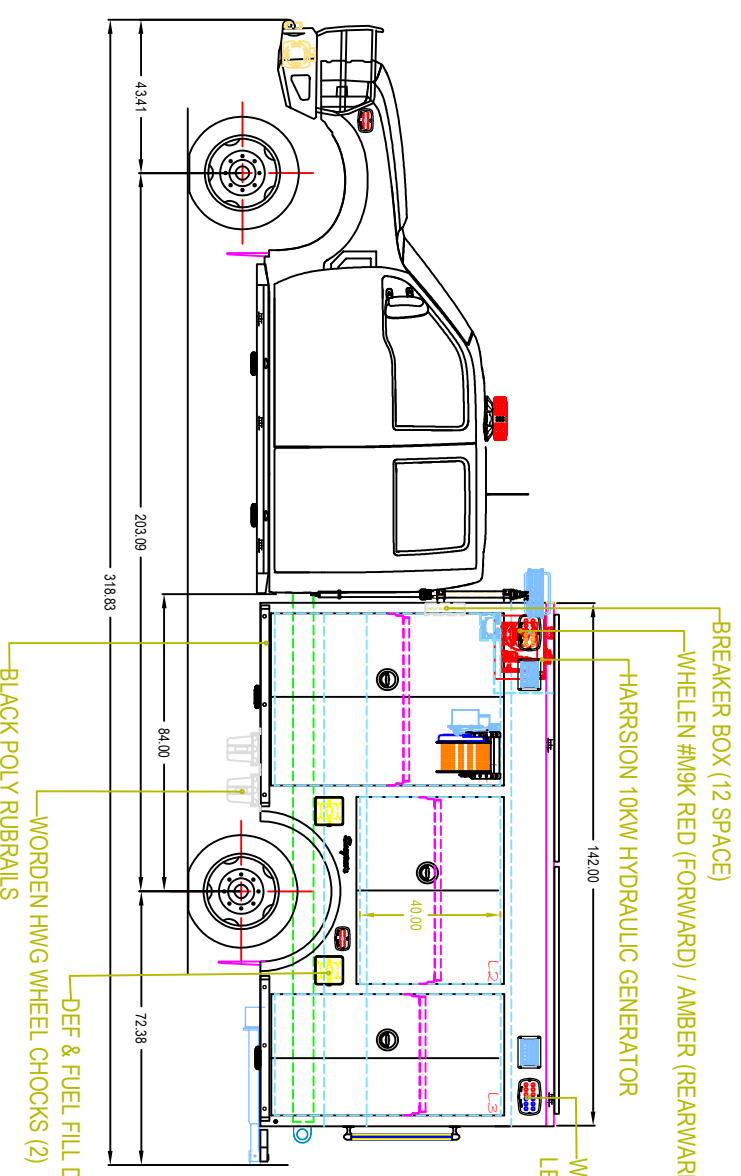 BREAKER BOX (12 SPACE)
WHELEN #M9K RED (FORWARD) / AMBER (REARWAR
HARRSION 10KW HYDRAULIC GENERATOR
W
LE
142.00
40.00
L2
L3
43.41
203.09
84.00
72.38
318.83
DEF & FUEL FILL D
WORDEN HWG WHEEL CHOCKS (2)
BLACK POLY RUBRAILS